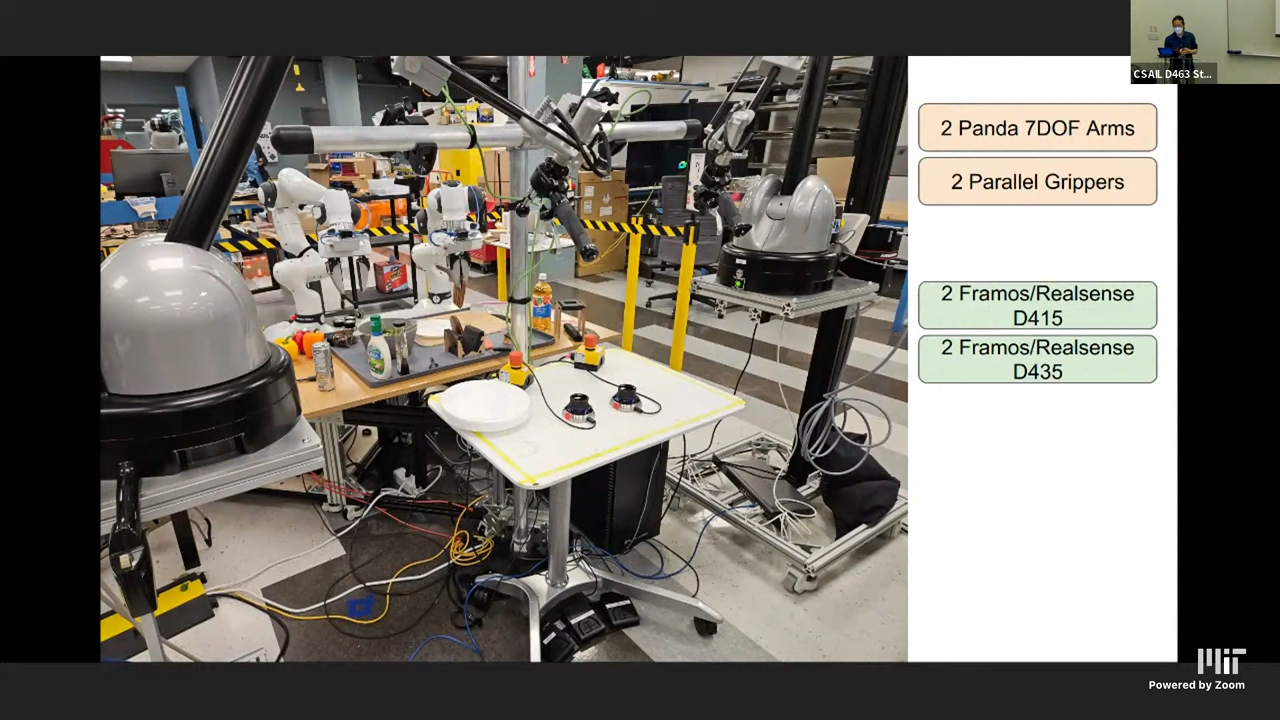 CSAIL D463 St...
2 Panda 7DOF Arms
2 Parallel Grippers
2 Framos/Realsense
D415
2 Framos/Realsense
D435
MIT
Powered by Zoom